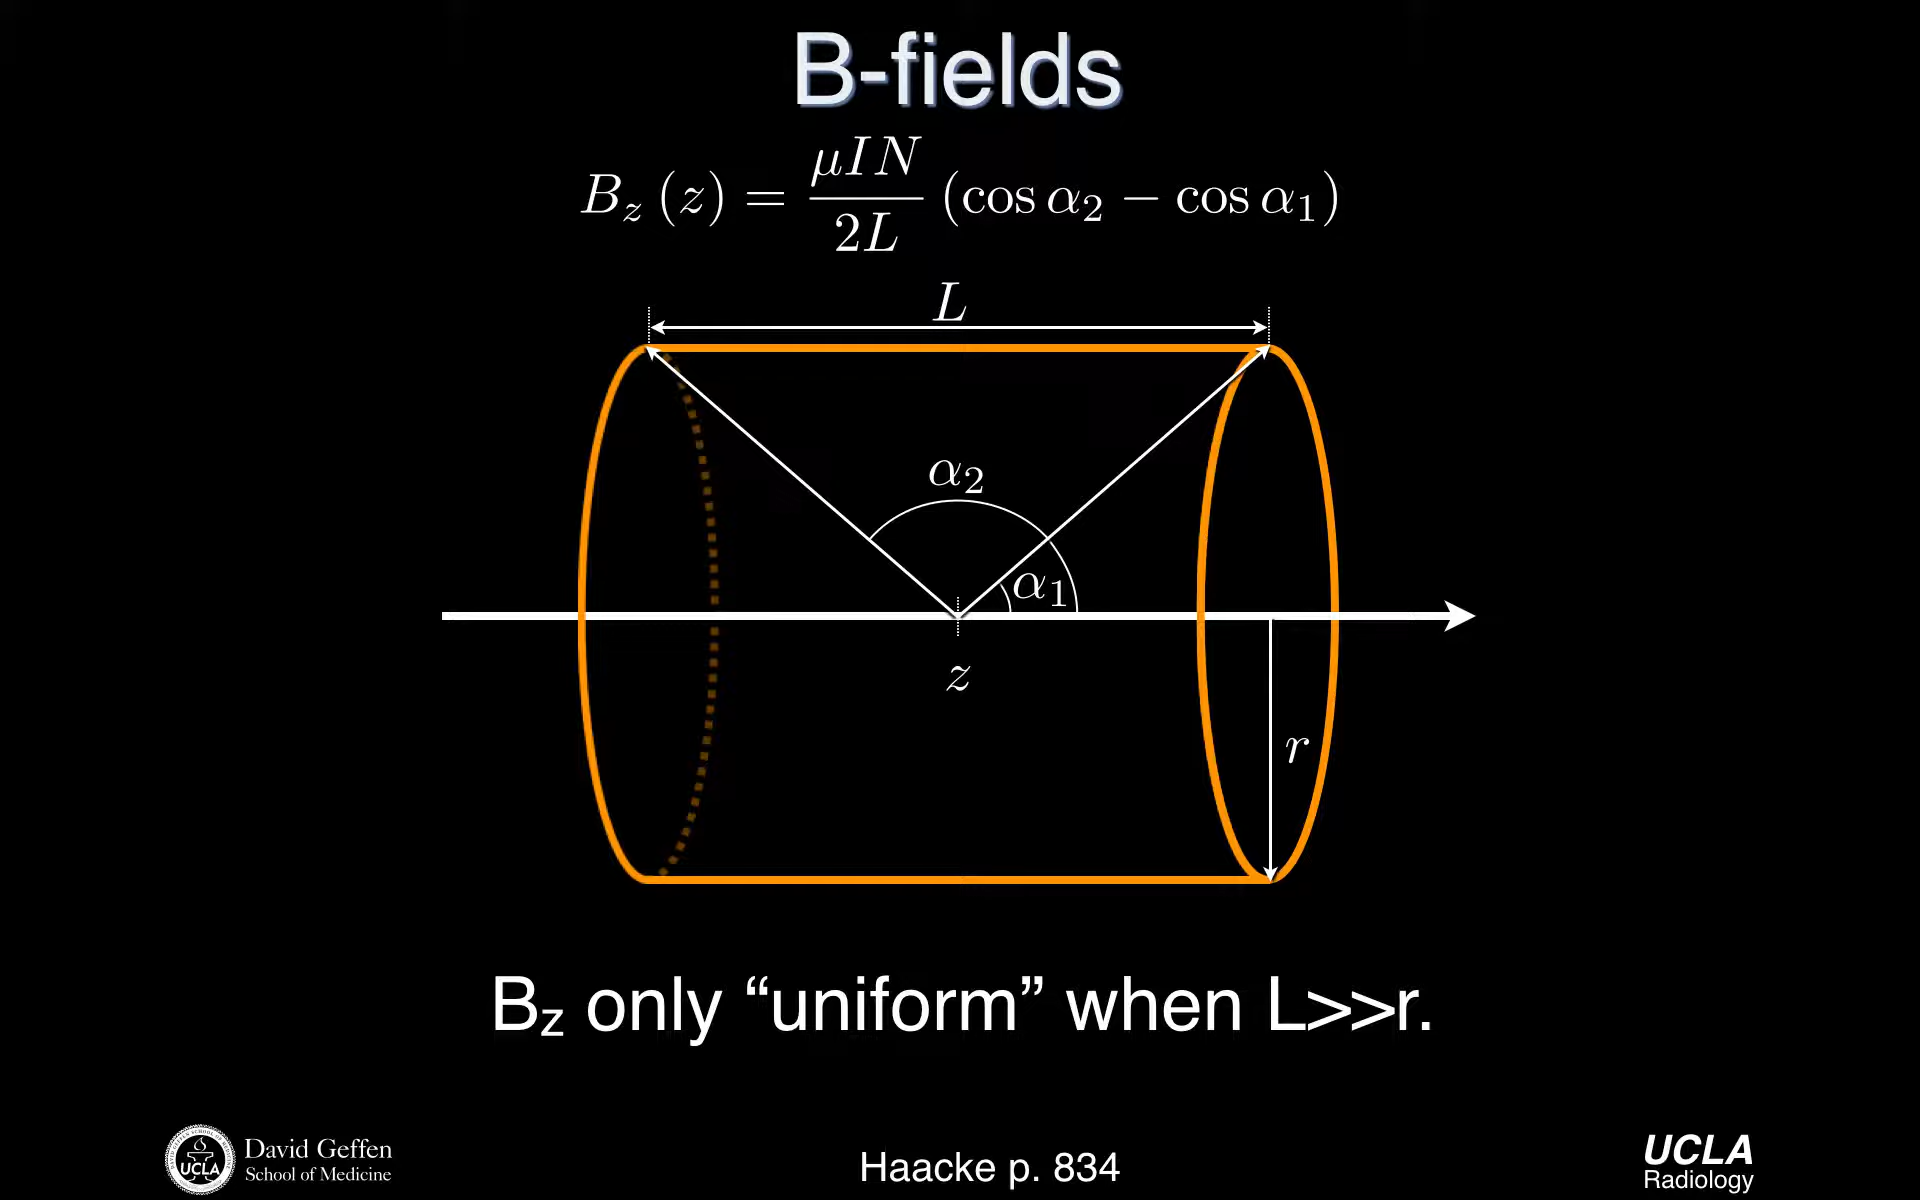 B-fields
B_z (z) = μIN / 2L (cos α₂ − cos α₁)
L
α₂
α₁
z
r
B_z only “uniform” when L>>r.
UCLA
David Geffen
School of Medicine
Haacke p. 834
UCLA
Radiology